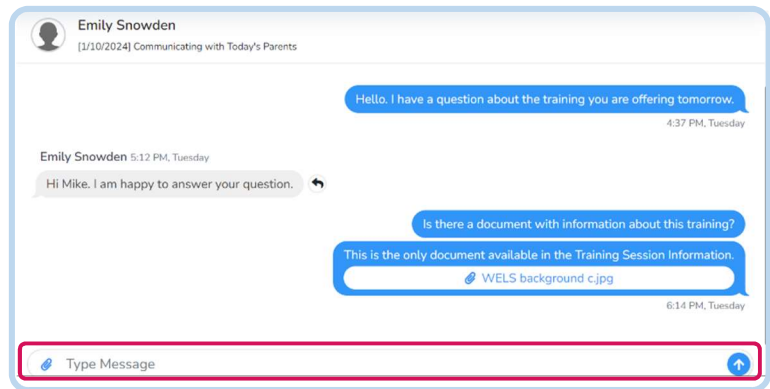 Emily Snowden
[1/10/2024] Communicating with Today's Parents
Hello. I have a question about the training you are offering tomorrow.
4:37 PM, Tuesday
Emily Snowden 5:12 PM, Tuesday
Hi Mike. I am happy to answer your question.
Is there a document with information about this training?
This is the only document available in the Training Session Information.
WELS background c.jpg
6:14 PM, Tuesday
Type Message